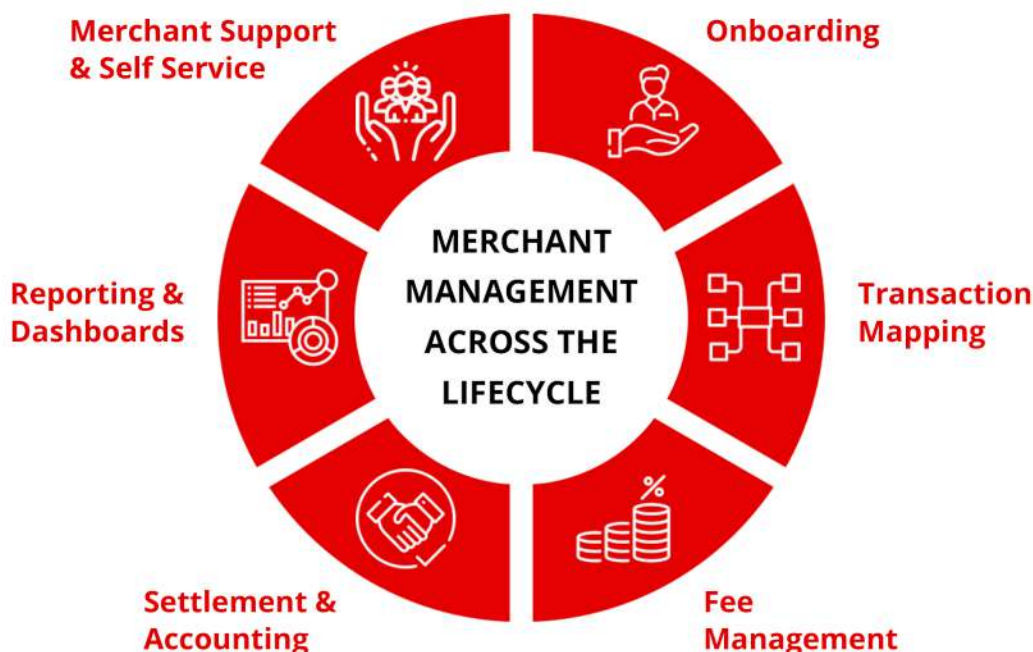 Merchant Support
& Self Service
Onboarding
Reporting &
Dashboards
MERCHANT
MANAGEMENT
ACROSS THE
LIFECYCLE
Transaction
Mapping
%
Settlement &
Accounting
Fee
Management